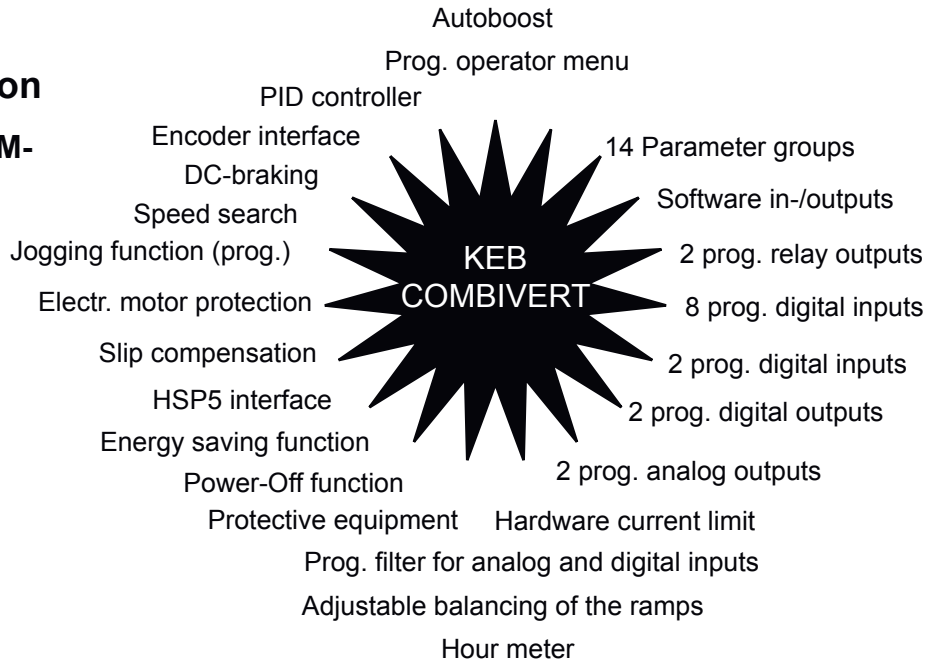 Autoboost
Prog. operator menu
on
PID controller
M-
Encoder interface
14 Parameter groups
DC-braking
Software in-/outputs
Speed search
Jogging function (prog.)
KEB
COMBIVERT
2 prog. relay outputs
Electr. motor protection
8 prog. digital inputs
Slip compensation
2 prog. digital inputs
HSP5 interface
2 prog. digital outputs
Energy saving function
2 prog. analog outputs
Power-Off function
Protective equipment
Hardware current limit
Prog. filter for analog and digital inputs
Adjustable balancing of the ramps
Hour meter